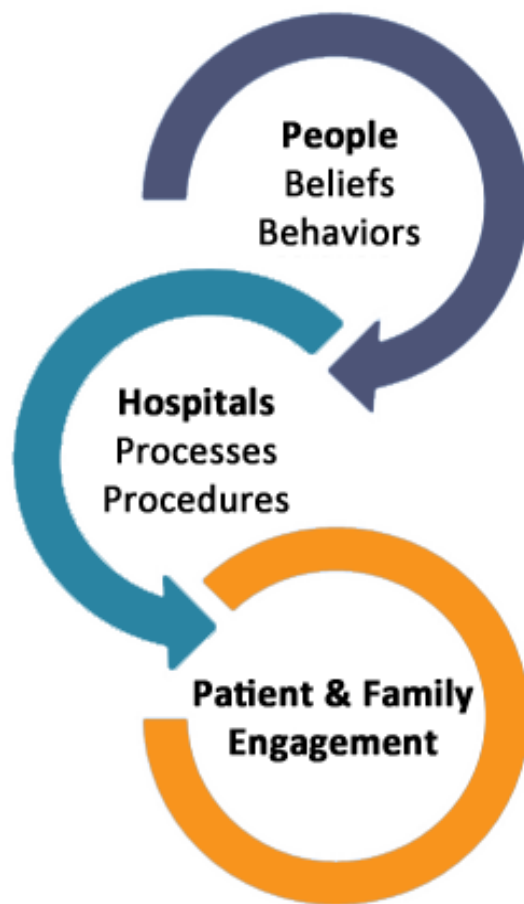 People
Beliefs
Behaviors
Hospitals
Processes
Procedures
Patient & Family
Engagement